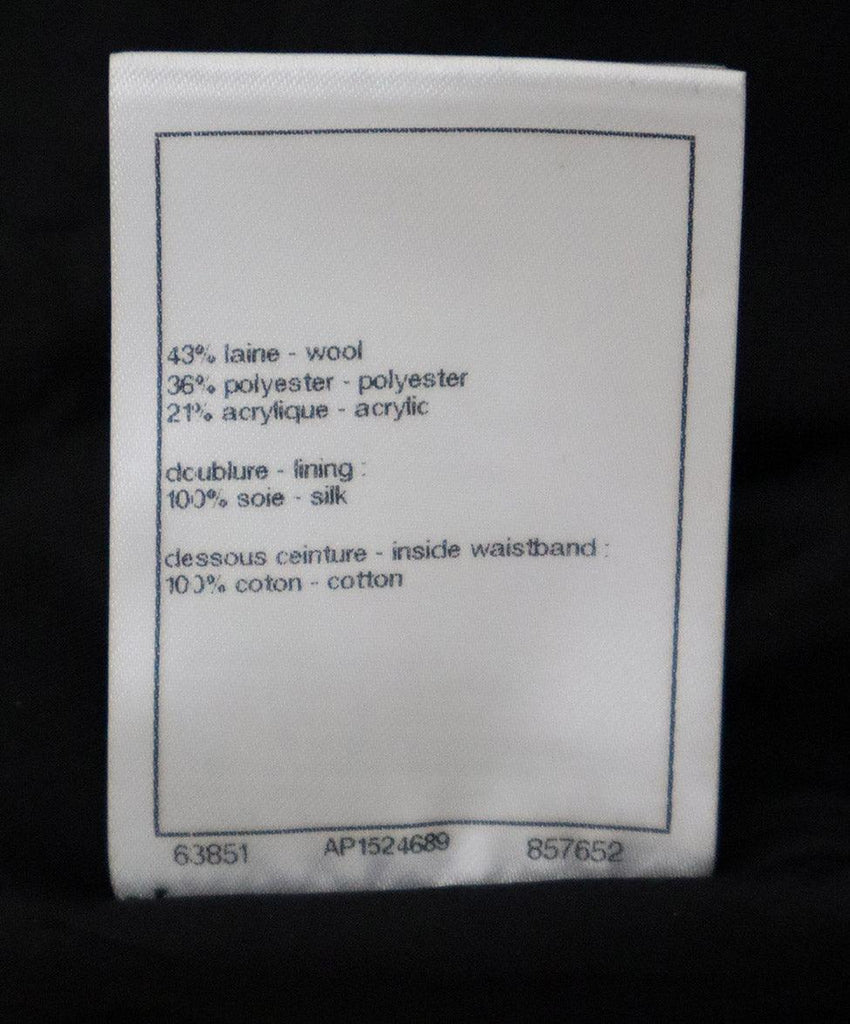 43% laine - wool
36% polyester - polyester
21% acrylique - acrylic
doublure - lining :
100% soie - silk
dessous ceinture - inside waistband :
100% coton - cotton
63851 AP1524689 857652